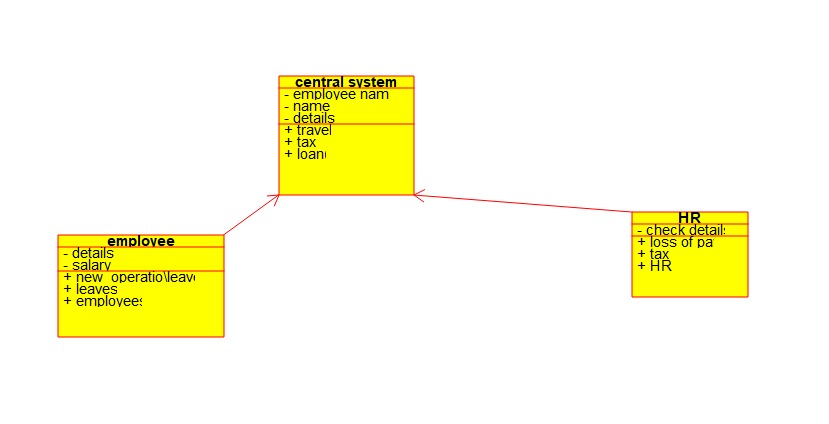 central system
- employee nam
- name
- details
+ travel
+ tax
+ loan(
employee
- details
- salary
+ new_operatio\leav
+ leaves
+ employees
HR
- check details
+ loss of pa
+ tax
+ HR